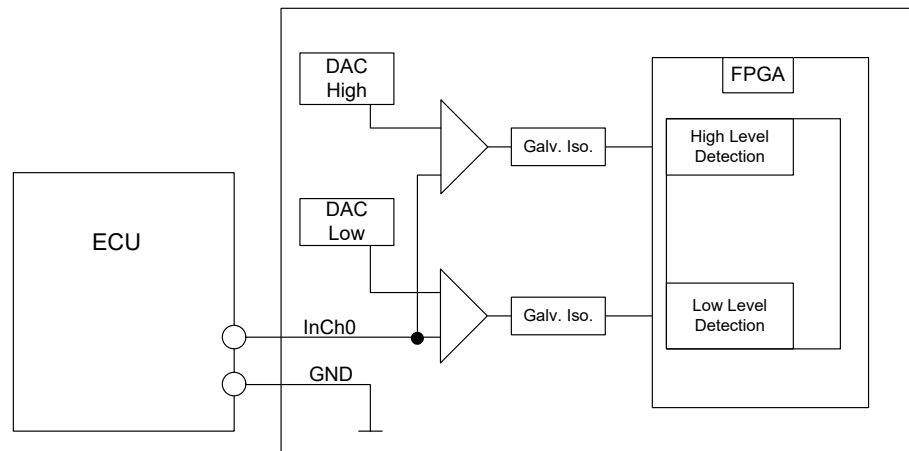 DAC
High
FPGA
Galv. Iso.
High Level
Detection
DAC
Low
ECU
Galv. Iso.
Low Level
Detection
InCh0
GND